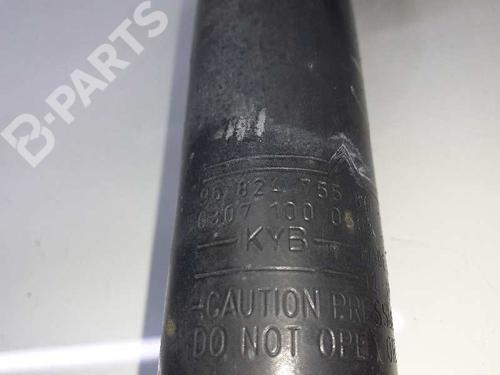 B-PARTS
96 824 755
0307 100
KYB
CAUTION PRESS
DO NOT OPE